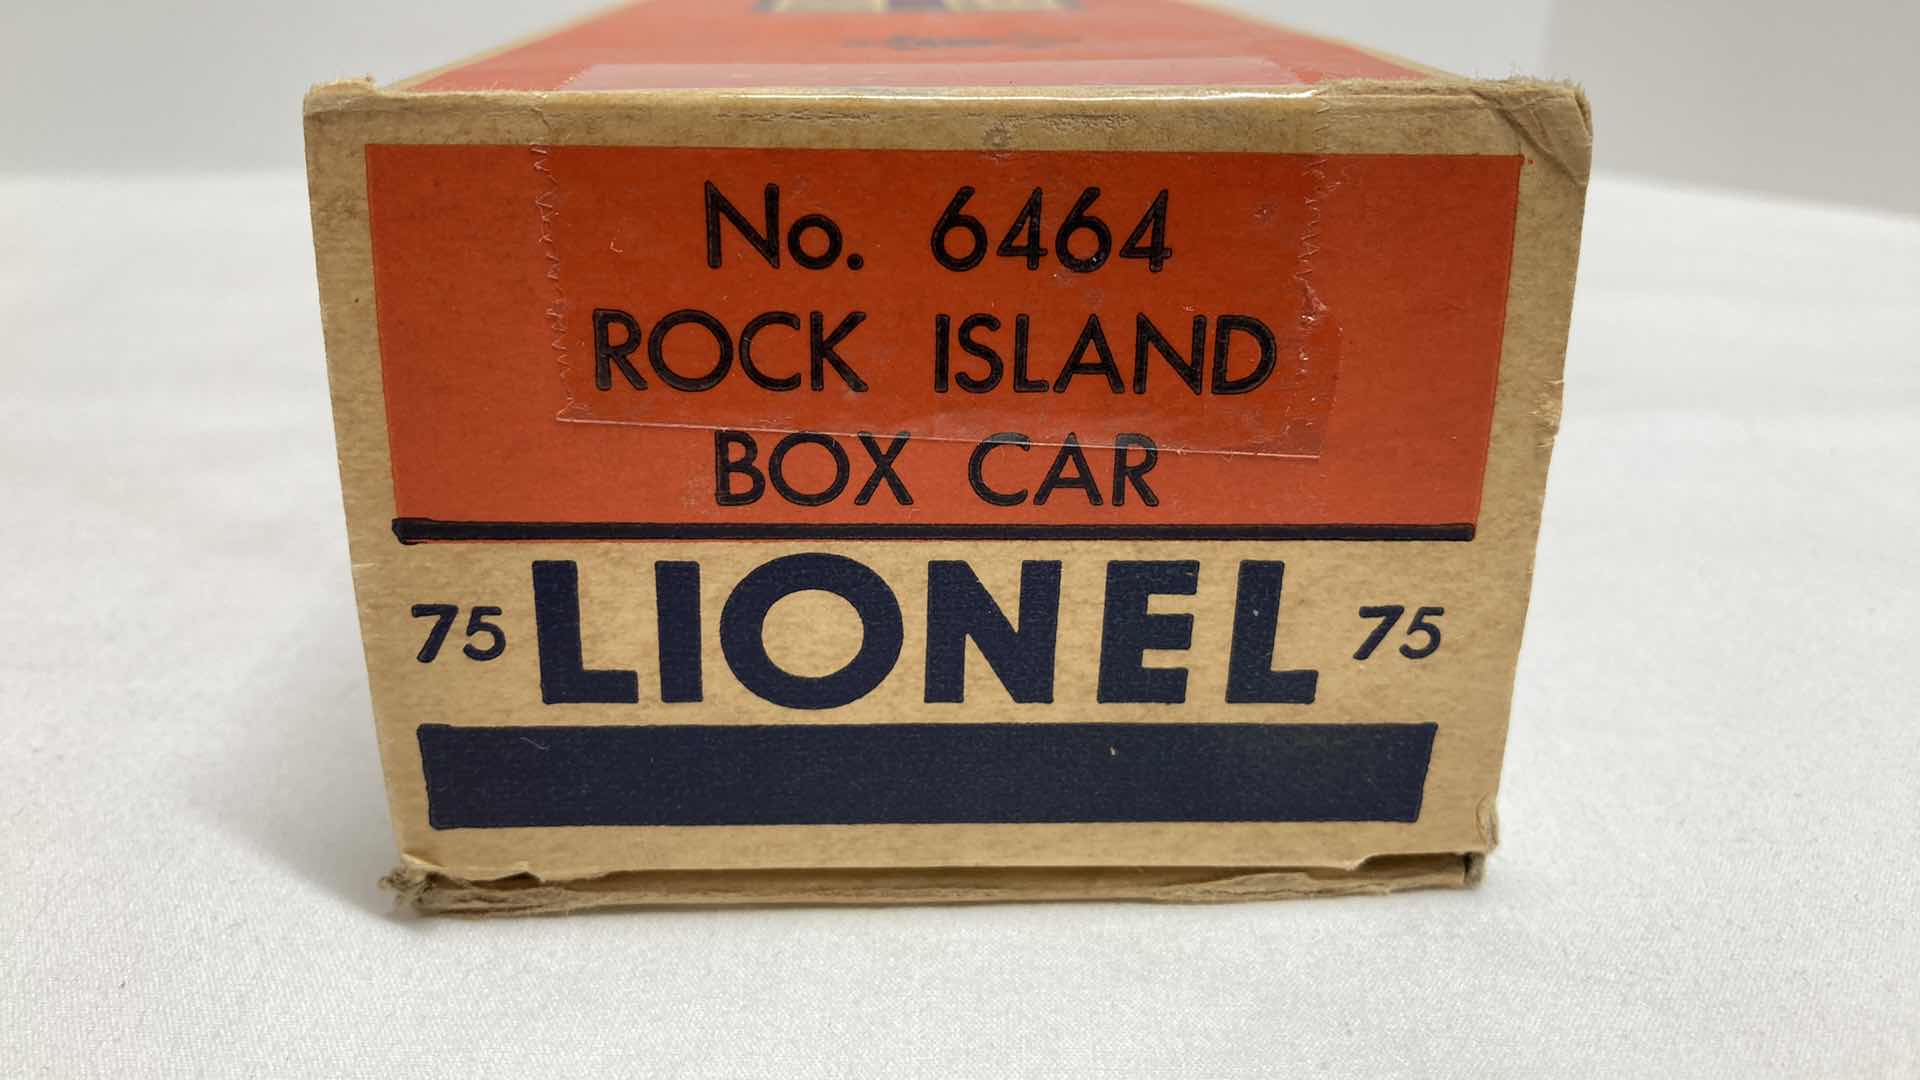 No. 6464
ROCK ISLAND
BOX CAR
75 LIONEL 75